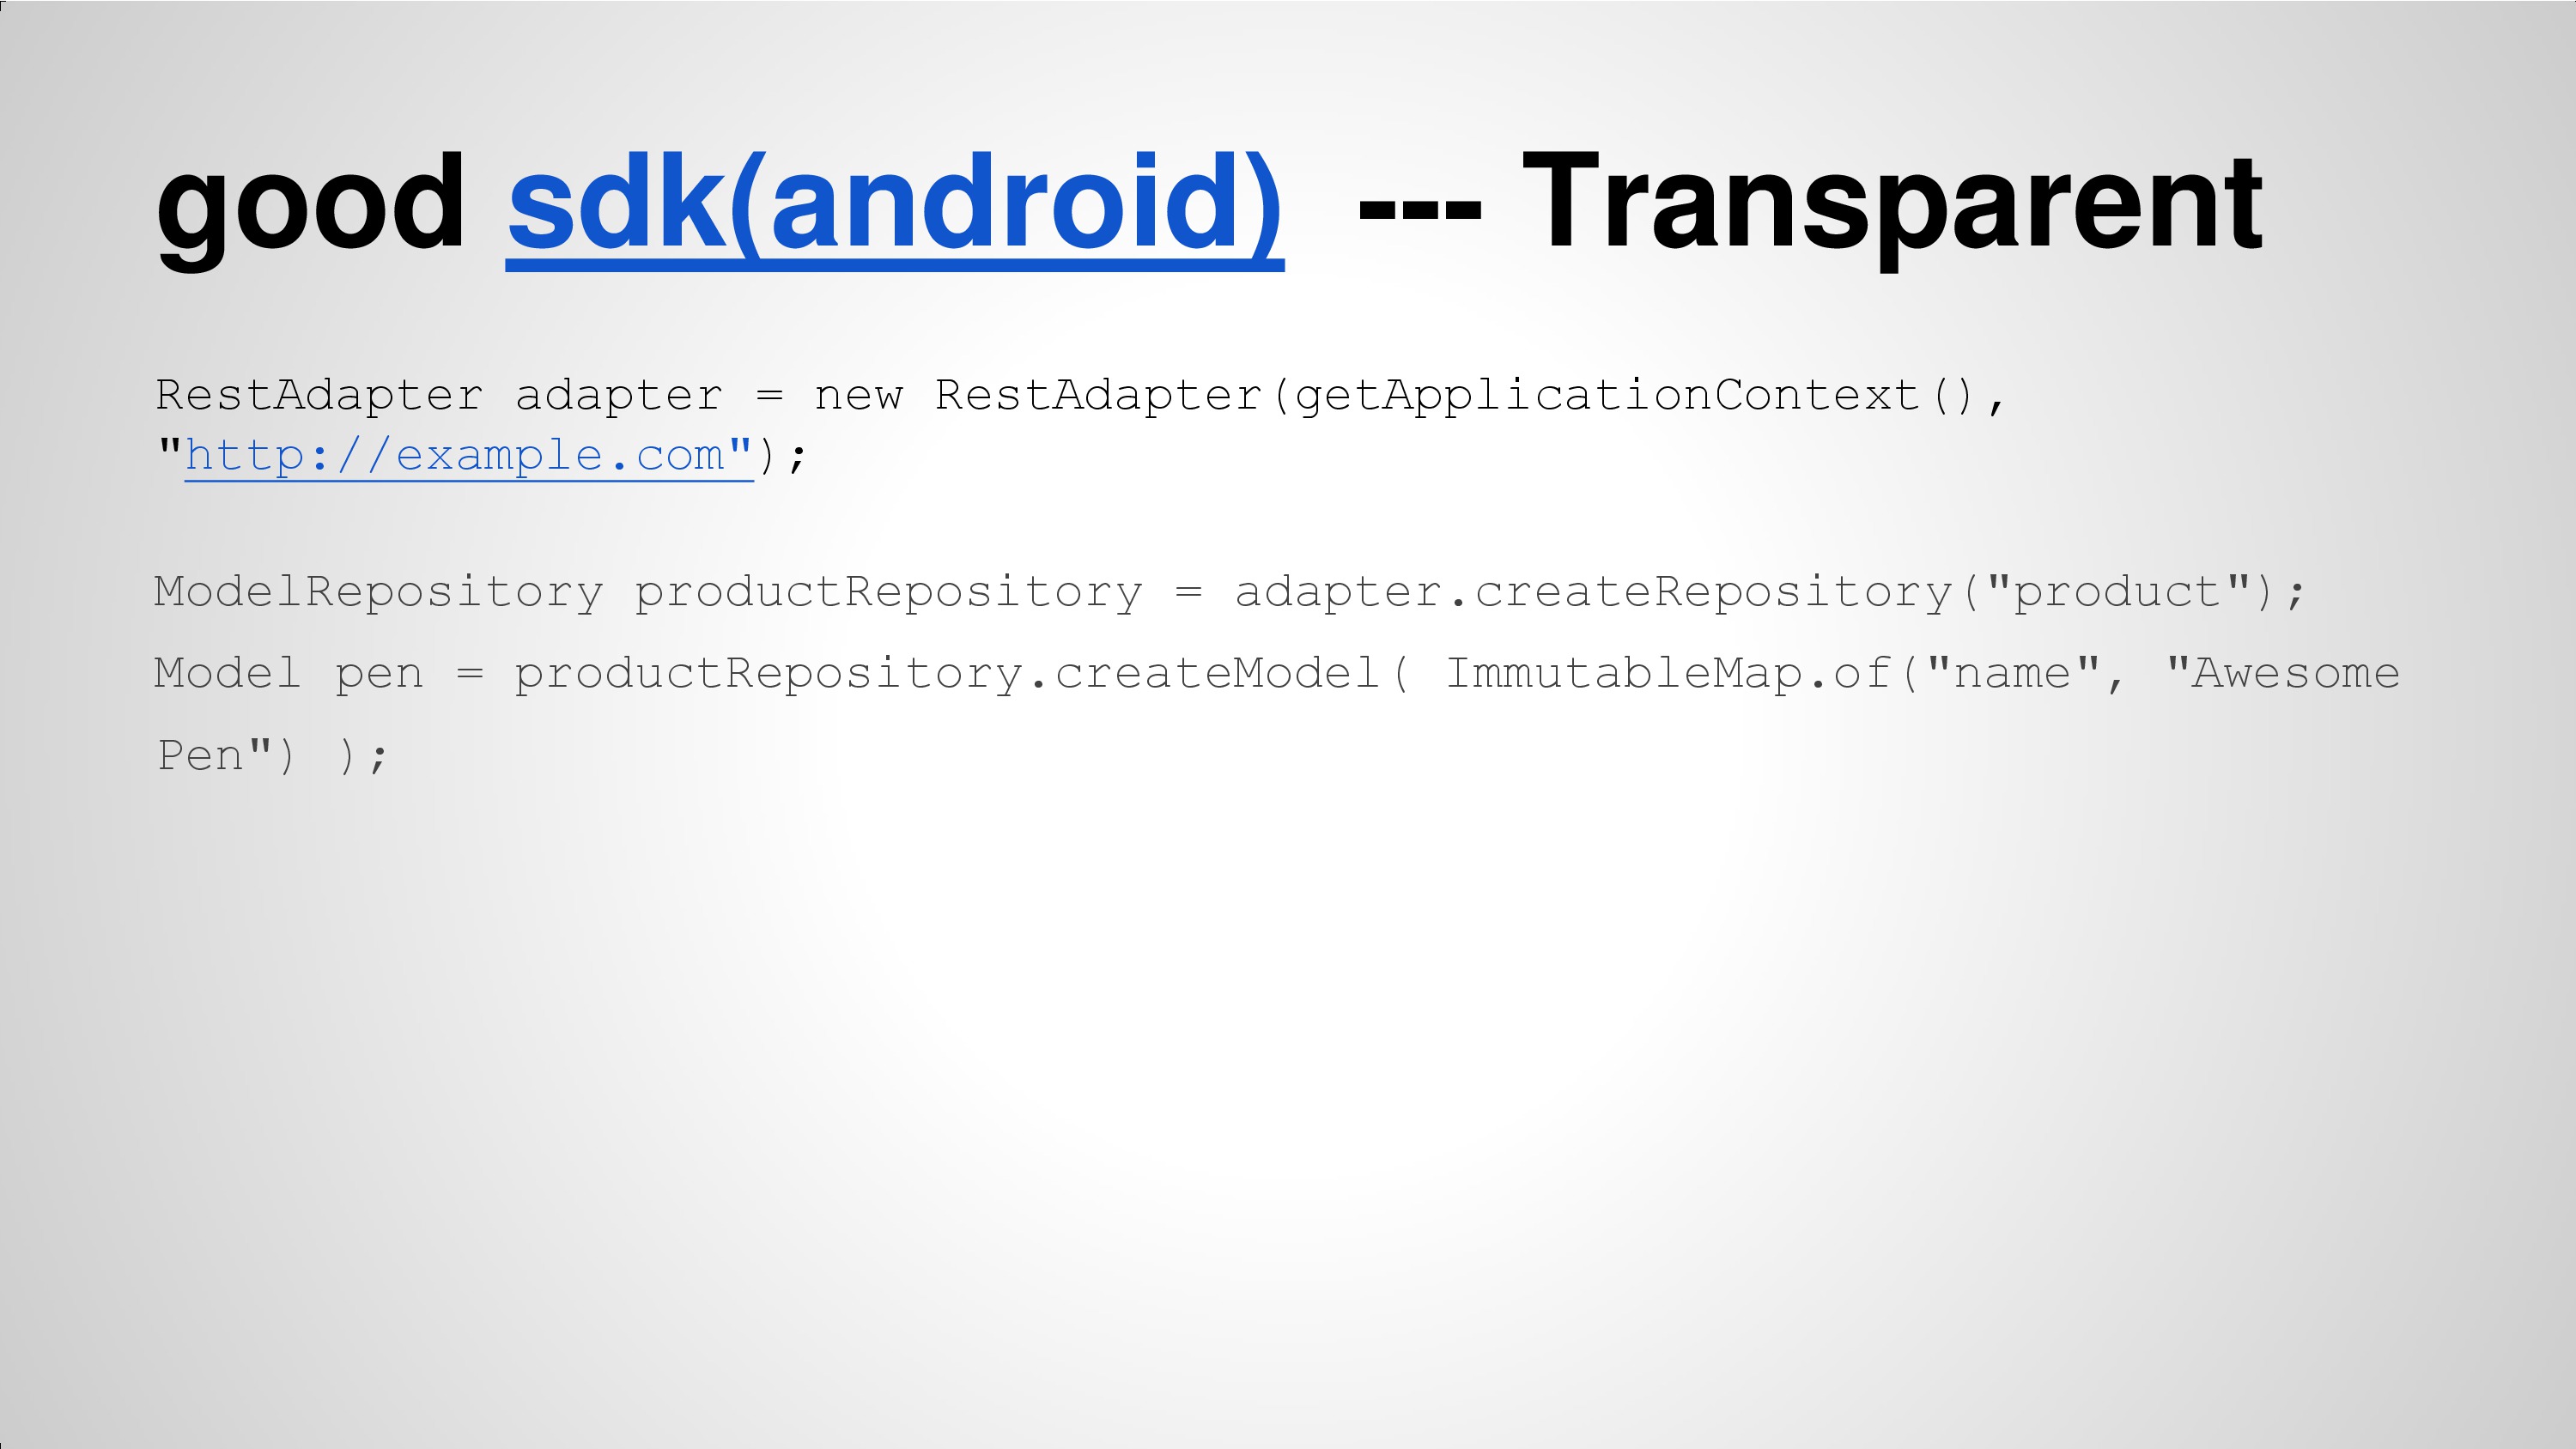 good sdk(android)  --- Transparent
RestAdapter adapter = new RestAdapter(getApplicationContext(),
"http://example.com");
ModelRepository productRepository = adapter.createRepository("product");
Model pen = productRepository.createModel( ImmutableMap.of("name", "Awesome
Pen") );